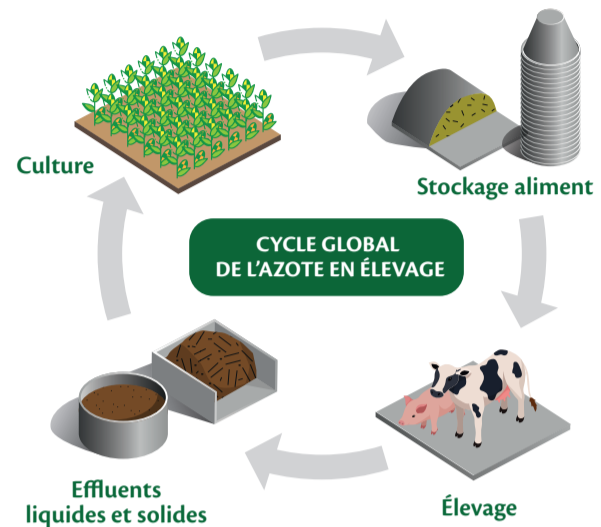 Culture
Stockage aliment
CYCLE GLOBAL
DE L'AZOTE EN ÉLEVAGE
Effluents
liquides et solides
Élevage